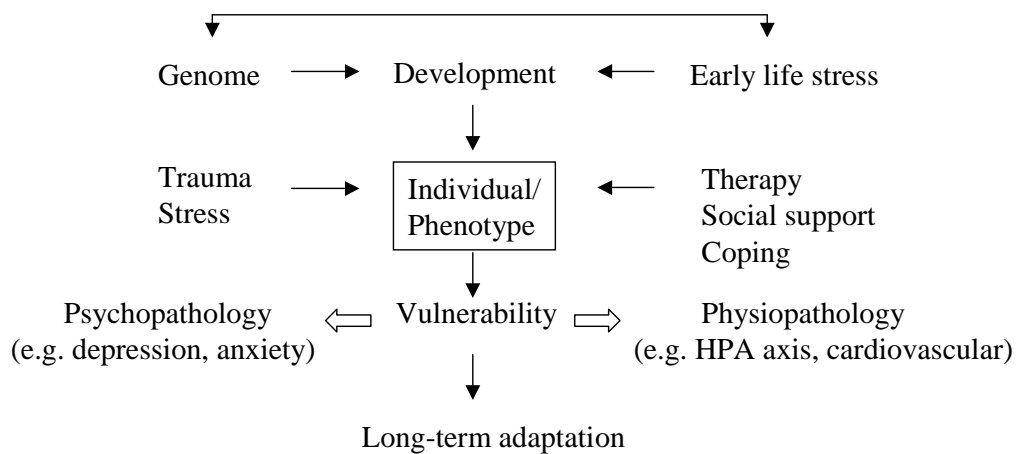 Genome
Development
Early life stress
Trauma
Stress
Individual/
Phenotype
Therapy
Social support
Coping
Psychopathology
(e.g. depression, anxiety)
Vulnerability
Physiopathology
(e.g. HPA axis, cardiovascular)
Long-term adaptation